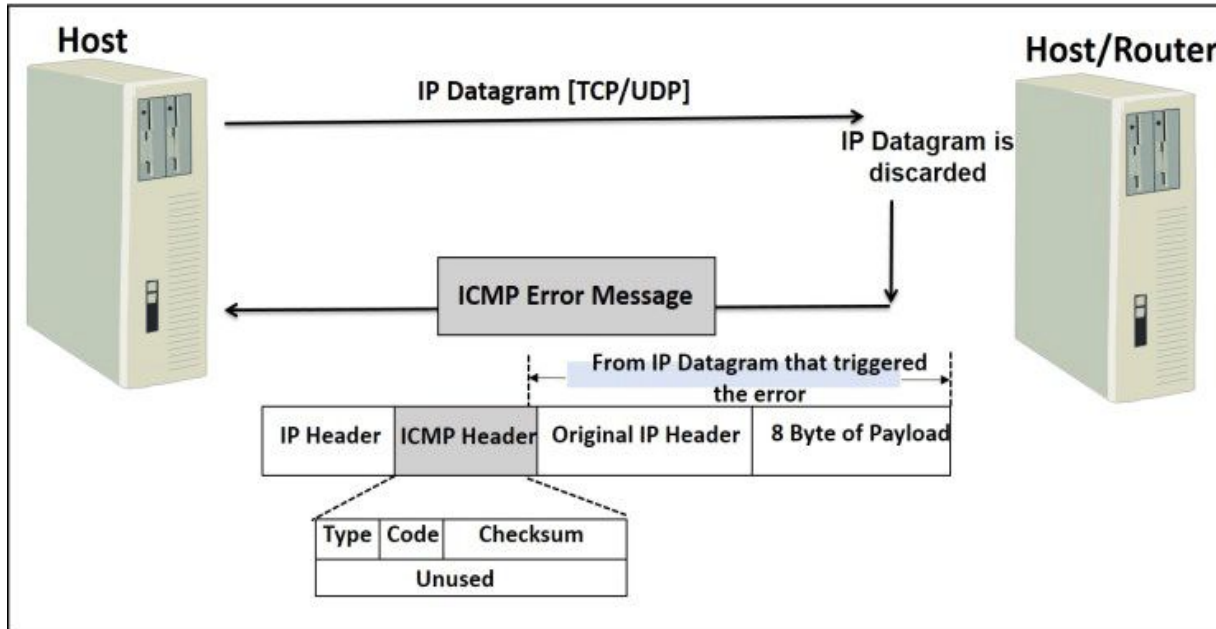 Host
Host/Router
IP Datagram [TCP/UDP]
IP Datagram is
discarded
ICMP Error Message
From IP Datagram that triggered
the error
IP Header
ICMP Header
Original IP Header
8 Byte of Payload
Type
Code
Checksum
Unused